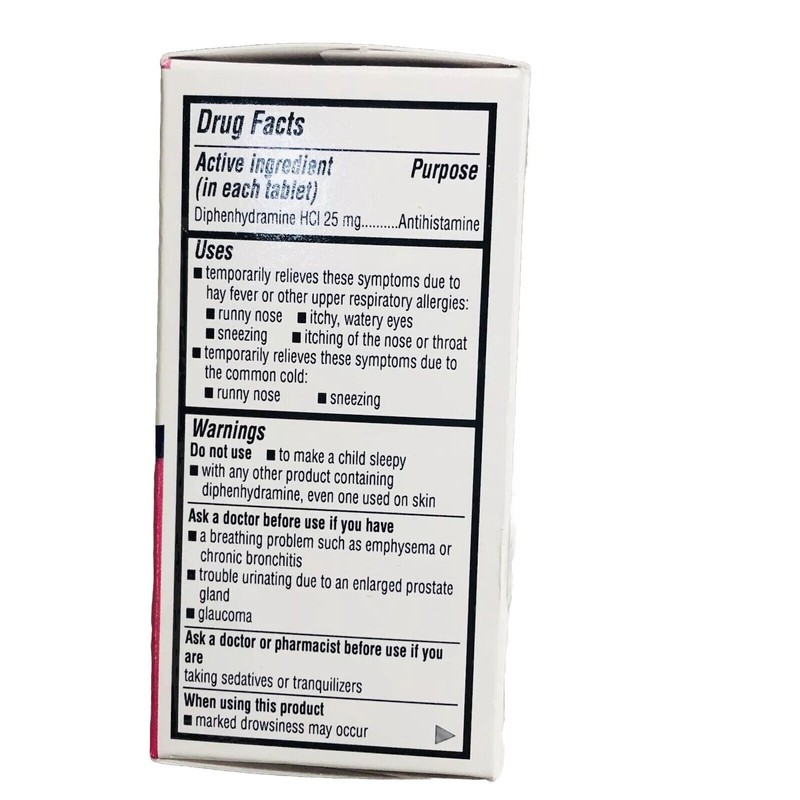 Drug Facts
Active ingredient Purpose
(in each tablet)
Diphenhydramine HCl 25 mg..........Antihistamine
Uses
■ temporarily relieves these symptoms due to
hay fever or other upper respiratory allergies:
■ runny nose ■ itchy, watery eyes
■ sneezing ■ itching of the nose or throat
■ temporarily relieves these symptoms due to
the common cold:
■ runny nose ■ sneezing
Warnings
Do not use ■ to make a child sleepy
■ with any other product containing
diphenhydramine, even one used on skin
Ask a doctor before use if you have
■ a breathing problem such as emphysema or
chronic bronchitis
■ trouble urinating due to an enlarged prostate
gland
■ glaucoma
Ask a doctor or pharmacist before use if you
are
taking sedatives or tranquilizers
When using this product
■ marked drowsiness may occur